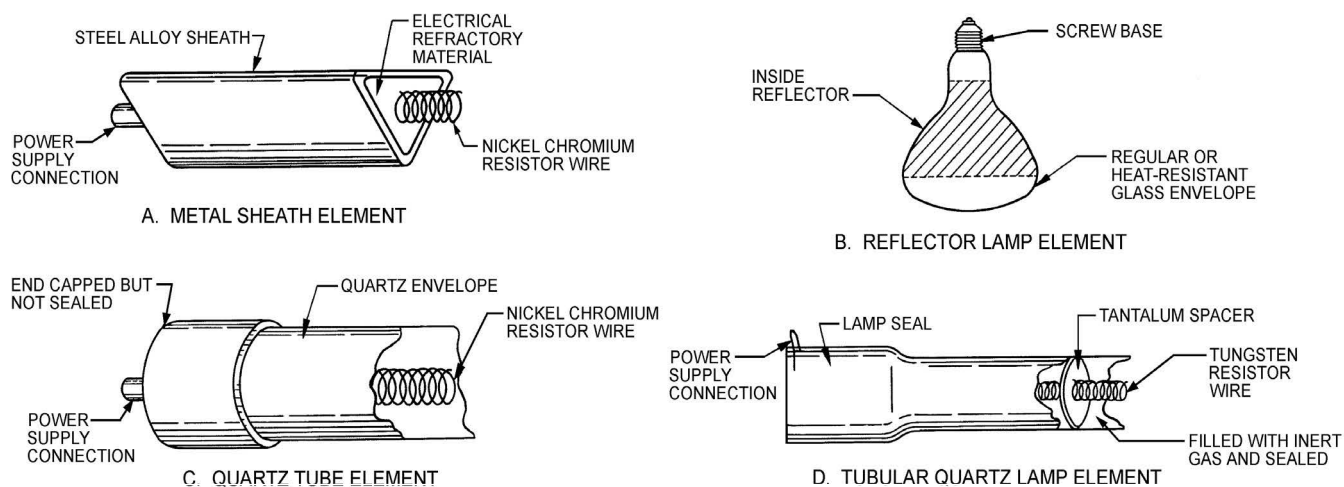 STEEL ALLOY SHEATH
ELECTRICAL
REFRACTORY
MATERIAL
POWER
SUPPLY
CONNECTION
NICKEL CHROMIUM
RESISTOR WIRE
A. METAL SHEATH ELEMENT
SCREW BASE
INSIDE
REFLECTOR
REGULAR OR
HEAT-RESISTANT
GLASS ENVELOPE
B. REFLECTOR LAMP ELEMENT
END CAPPED BUT
NOT SEALED
QUARTZ ENVELOPE
NICKEL CHROMIUM
RESISTOR WIRE
POWER
SUPPLY
CONNECTION
C. QUARTZ TUBE ELEMENT
LAMP SEAL
TANTALUM SPACER
POWER
SUPPLY
CONNECTION
TUNGSTEN
RESISTOR
WIRE
FILLED WITH INERT
GAS AND SEALED
D. TUBULAR QUARTZ LAMP ELEMENT